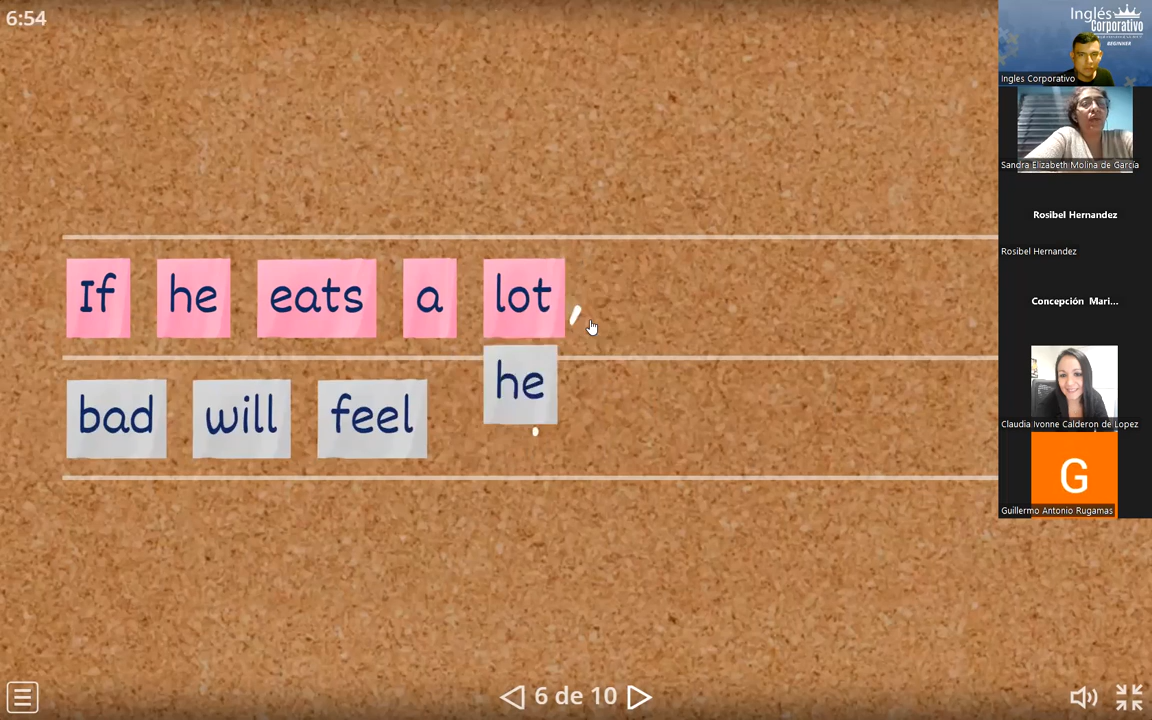 6:54
If he eats a lot,
he
bad will feel .
6 de 10
Inglés
Corporativo
BEGINNER
Ingles Corporativo
Sandra Elizabeth Molina de García
Rosibel Hernandez
Rosibel Hernandez
Concepción Mari...
Claudia Ivonne Calderon de Lopez
G
Guillermo Antonio Rugamas